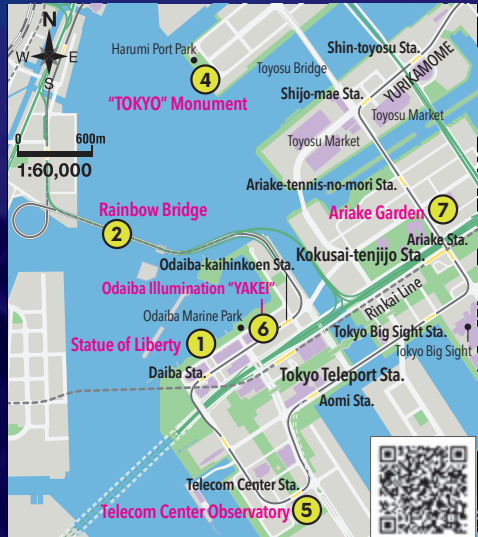 N
W
E
S
0
600m
1:60,000
Harumi Port Park
4
"TOKYO" Monument
Shin-toyosu Sta.
Toyosu Bridge
YURIKAMOME
Shijo-mae Sta.
Toyosu Market
Toyosu Market
Ariake-tennis-no-mori Sta.
Rainbow Bridge
2
Ariake Garden
7
Ariake Sta.
Kokusai-tenjijo Sta.
Odaiba-kaihinkoen Sta.
Odaiba Illumination "YAKEI"
Rinkai Line
Odaiba Marine Park
6
Statue of Liberty
1
Tokyo Big Sight Sta.
Tokyo Big Sight
Daiba Sta.
Tokyo Teleport Sta.
Aomi Sta.
Telecom Center Sta.
Telecom Center Observatory
5